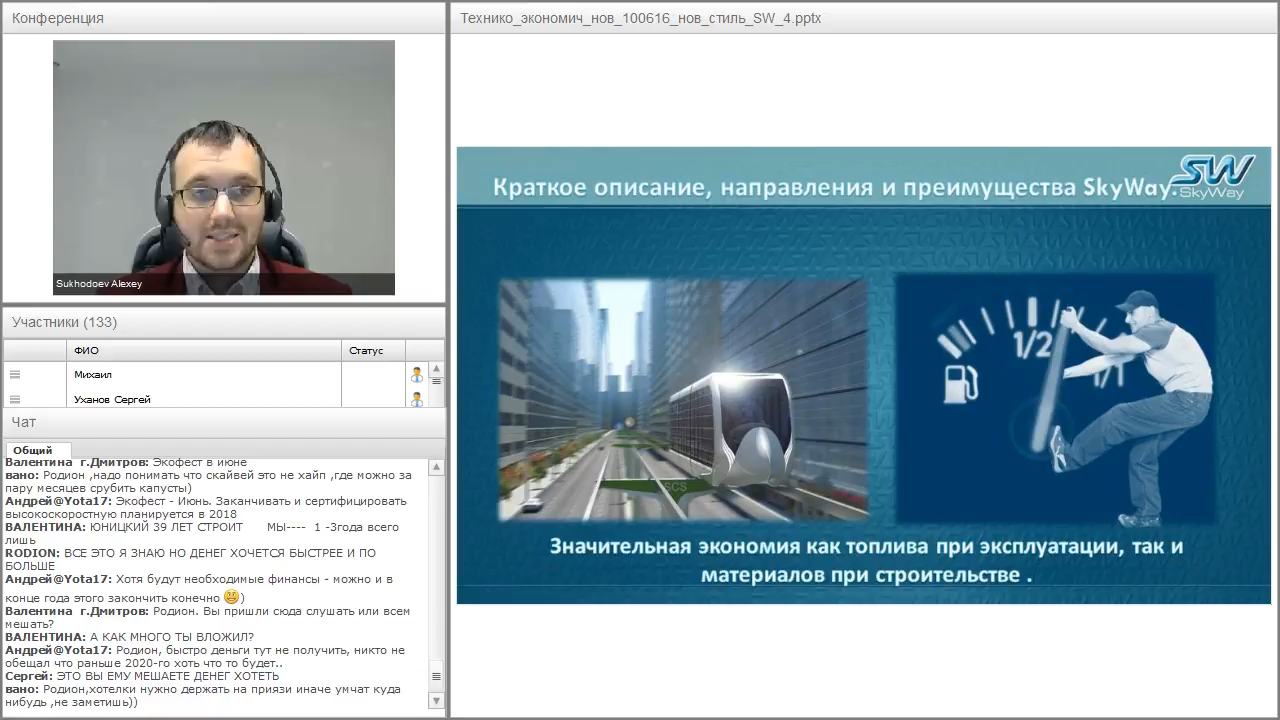 Конференция
Sukhodoev Alexey
Участники (133)
ФИО
Статус
Михаил
Уханов Сергей
Чат
Общий
Валентина г.Дмитров: Экофест в июне
вано: Родион ,надо понимать что скайвей это не хайп ,где можно за
пару месяцев срубить капусты)
Андрей@Yota17: Экофест - Июнь. Заканчивать и сертифицировать
высокоскоростную планируется в 2018
ВАЛЕНТИНА: ЮНИЦКИЙ 39 ЛЕТ СТРОИТ МЫ---- 1 -3года всего
лишь
RODION: ВСЕ ЭТО Я ЗНАЮ НО ДЕНЕГ ХОЧЕТСЯ БЫСТРЕЕ И ПО
БОЛЬШЕ
Андрей@Yota17: Хотя будут необходимые финансы - можно и в
конце года этого закончить конечно )
Валентина г.Дмитров: Родион. Вы пришли сюда слушать или всем
мешать?
ВАЛЕНТИНА: А КАК МНОГО ТЫ ВЛОЖИЛ?
Андрей@Yota17: Родион, быстро деньги тут не получить, никто не
обещал что раньше 2020-го хоть что то будет..
Сергей: ЭТО ВЫ ЕМУ МЕШАЕТЕ ДЕНЕГ ХОТЕТЬ
вано: Родион,хотелки нужно держать на приязи иначе умчат куда
нибудь ,не заметишь))
Технико_экономич_нов_100616_нов_стиль_SW_4.pptx
Краткое описание, направления и преимущества SkyWay.
SW
SkyWay
SCS
1/2
1/1
Значительная экономия как топлива при эксплуатации, так и
материалов при строительстве .